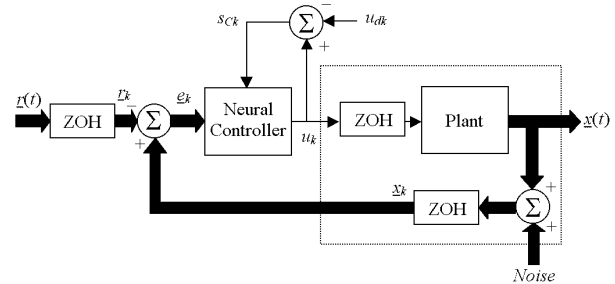 s_Ck
−
Σ
u_dk
+
r(t)
ZOH
r_k
−
Σ
+
e_k
Neural
Controller
u_k
ZOH
Plant
x(t)
x_k
ZOH
+
Σ
+
Noise